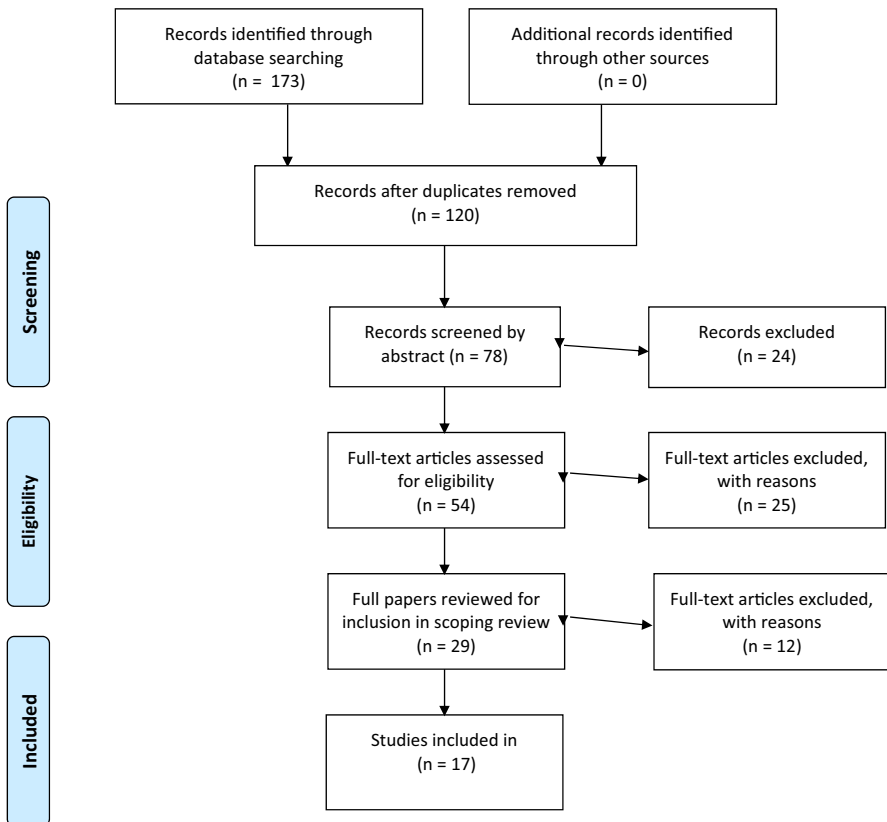 Records identified through
database searching
(n = 173)
Additional records identified
through other sources
(n = 0)
Records after duplicates removed
(n = 120)
Screening
Records screened by
abstract (n = 78)
Records excluded
(n = 24)
Eligibility
Full-text articles assessed
for eligibility
(n = 54)
Full-text articles excluded,
with reasons
(n = 25)
Full papers reviewed for
inclusion in scoping review
(n = 29)
Full-text articles excluded,
with reasons
(n = 12)
Included
Studies included in
(n = 17)